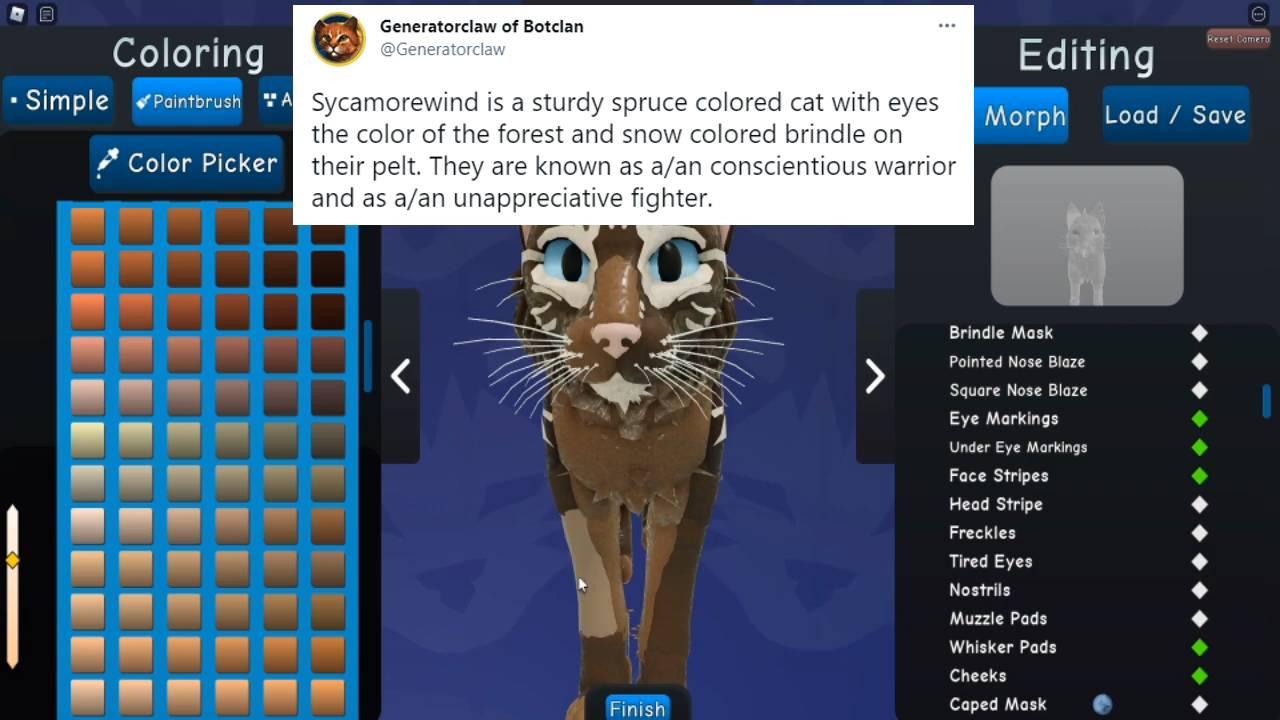 Generatorclaw of Botclan
@Generatorclaw
Sycamorewind is a sturdy spruce colored cat with eyes
the color of the forest and snow colored brindle on
their pelt. They are known as a/an conscientious warrior
and as a/an unappreciative fighter.
Coloring
Simple
Paintbrush
A
Color Picker
Editing
Reset Camera
Morph
Load / Save
Brindle Mask
Pointed Nose Blaze
Square Nose Blaze
Eye Markings
Under Eye Markings
Face Stripes
Head Stripe
Freckles
Tired Eyes
Nostrils
Muzzle Pads
Whisker Pads
Cheeks
Caped Mask
Finish